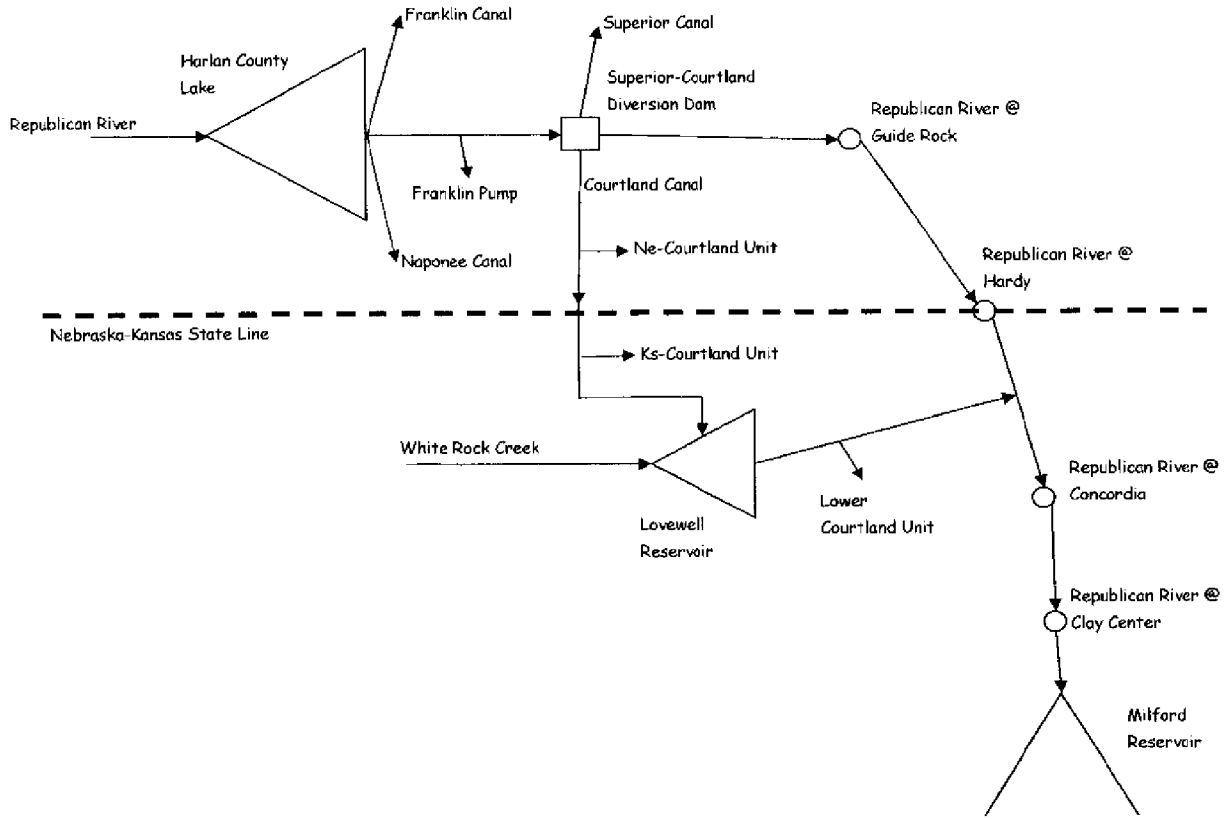 Franklin Canal
Superior Canal
Harlan County
Lake
Superior-Courtland
Diversion Dam
Republican River
Republican River @
Guide Rock
Franklin Pump
Courtland Canal
Naponee Canal
Ne-Courtland Unit
Republican River @
Hardy
Nebraska-Kansas State Line
Ks-Courtland Unit
White Rock Creek
Lovewell
Reservoir
Lower
Courtland Unit
Republican River @
Concordia
Republican River @
Clay Center
Milford
Reservoir